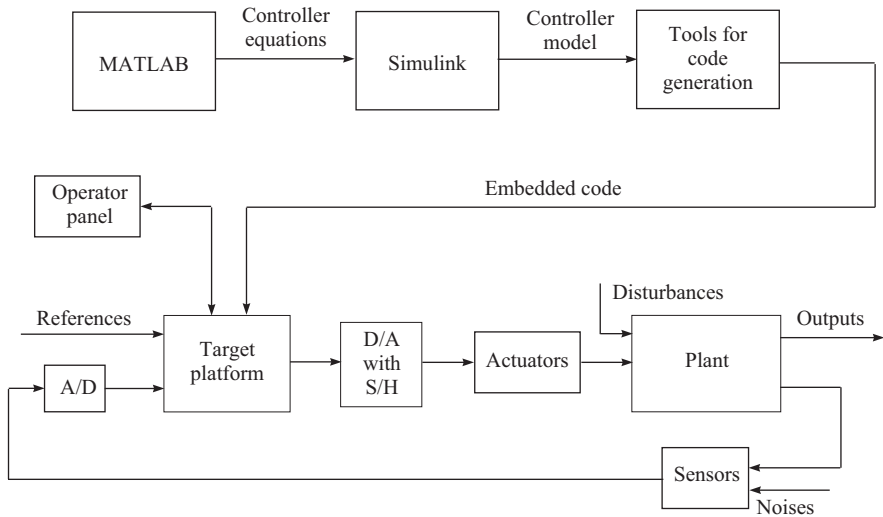 MATLAB
Controller
equations
Simulink
Controller
model
Tools for
code
generation
Embedded code
Operator
panel
References
A/D
Target
platform
D/A
with
S/H
Actuators
Disturbances
Plant
Outputs
Sensors
Noises